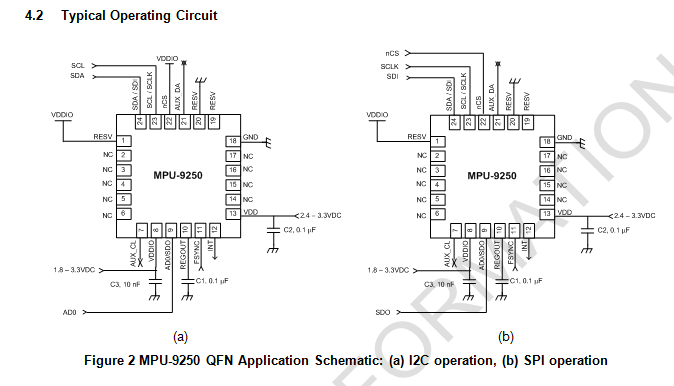 4.2 Typical Operating Circuit
SCL
SDA
VDDIO
VDDIO
SDA / SDI
SCL / SCLK
nCS
AUX_DA
RESV
RESV
24
23
22
21
20
19
RESV
1
NC
2
NC
3
NC
4
NC
5
NC
6
MPU-9250
18
GND
17
NC
16
NC
15
NC
14
NC
13
VDD
2.4 – 3.3VDC
C2, 0.1 µF
7
8
9
10
11
12
AUX_CL
VDDIO
AD0/SDO
REGOUT
FSYNC
INT
1.8 – 3.3VDC
C3, 10 nF
C1, 0.1 µF
AD0
(a)
nCS
SCLK
SDI
VDDIO
SDA / SDI
SCL / SCLK
nCS
AUX_DA
RESV
RESV
24
23
22
21
20
19
RESV
1
NC
2
NC
3
NC
4
NC
5
NC
6
MPU-9250
18
GND
17
NC
16
NC
15
NC
14
NC
13
VDD
2.4 – 3.3VDC
C2, 0.1 µF
7
8
9
10
11
12
AUX_CL
VDDIO
AD0/SDO
REGOUT
FSYNC
INT
1.8 – 3.3VDC
C3, 10 nF
C1, 0.1 µF
SDO
(b)
Figure 2 MPU-9250 QFN Application Schematic: (a) I2C operation, (b) SPI operation
FORMATION